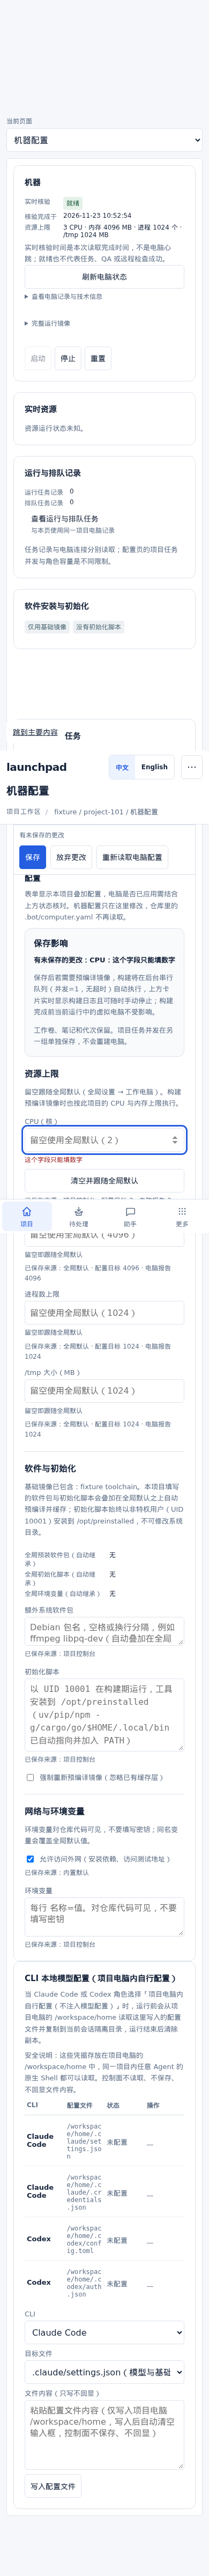 当前页面
机器配置
机器
实时核验 就绪
核验完成于 2026-11-23 10:52:54
资源上限 3 CPU · 内存 4096 MB · 进程 1024 个 ·
/tmp 1024 MB
实时核验时间是本次读取完成时间，不是电脑心
跳；就绪也不代表任务、QA 或远程检查成功。
刷新电脑状态
▶ 查看电脑记录与技术信息
▶ 完整运行镜像
启动 停止 重置
实时资源
资源运行状态未知。
运行与排队记录
运行任务记录 0
排队任务记录 0
查看运行与排队任务
与本页使用同一项目电脑记录
任务记录与电脑连接分别读取；配置页的项目任务
并发与角色容量是不同限制。
软件安装与初始化
仅用基础镜像 没有初始化脚本
跳到主要内容 任务
launchpad 中文 English ···
机器配置
项目工作区 / fixture / project-101 / 机器配置
有未保存的更改
保存 放弃更改 重新读取电脑配置
配置
表单显示本项目叠加配置，电脑是否已应用需结合
上方状态核对。机器配置只在这里修改，仓库里的
.bot/computer.yaml 不再读取。
保存影响
有未保存的更改：CPU：这个字段只能填数字
保存后若需要预编译镜像，构建将在后台串行
队列（并发=1，无超时）自动执行，上方卡
片实时显示构建日志且可随时手动停止；构建
完成前当前运行中的虚拟电脑不受影响。
工作卷、笔记和代次保留。项目任务并发在另
一组单独保存，不会重建电脑。
资源上限
留空跟随全局默认（全局设置 → 工作电脑）。构建
预编译镜像时也按此项目的 CPU 与内存上限执行。
CPU（核）
留空使用全局默认（2）
这个字段只能填数字
清空并跟随全局默认
项目 待处理 助手 更多
留空使用全局默认（4096）
留空即跟随全局默认
已保存来源：全局默认 · 配置目标 4096 · 电脑报告
4096
进程数上限
留空使用全局默认（1024）
留空即跟随全局默认
已保存来源：全局默认 · 配置目标 1024 · 电脑报告
1024
/tmp 大小（MB）
留空使用全局默认（1024）
留空即跟随全局默认
已保存来源：全局默认 · 配置目标 1024 · 电脑报告
1024
软件与初始化
基础镜像已包含：fixture toolchain。本项目填写
的软件包与初始化脚本会叠加在全局默认之上自动
预编译并缓存；初始化脚本始终以非特权用户（UID
10001）安装到 /opt/preinstalled，不可修改系统
目录。
全局预装软件包（自动继
承） 无
全局初始化脚本（自动继
承） 无
全局环境变量（自动继承） 无
额外系统软件包
Debian 包名，空格或换行分隔，例如
ffmpeg libpq-dev（自动叠加在全局
已保存来源：项目控制台
初始化脚本
以 UID 10001 在构建期运行，工具
安装到 /opt/preinstalled
（uv/pip/npm -
g/cargo/go/$HOME/.local/bin
已自动指向并加入 PATH）
已保存来源：项目控制台
强制重新预编译镜像（忽略已有缓存层）
网络与环境变量
环境变量对仓库代码可见，不要填写密钥；同名变
量会覆盖全局默认值。
允许访问外网（安装依赖、访问测试地址）
已保存来源：内置默认
环境变量
每行 名称=值。对仓库代码可见，不要
填写密钥
已保存来源：项目控制台
CLI 本地模型配置（项目电脑内自行配置）
当 Claude Code 或 Codex 角色选择「项目电脑内
自行配置（不注入模型配置）」时，运行前会从项
目电脑的 /workspace/home 读取这里写入的配置
文件并复制到当前会话隔离目录，运行结束后清除
副本。
安全说明：这些凭据存放在项目电脑的
/workspace/home 中，同一项目内任意 Agent 的
原生 Shell 都可以读取。控制面不读取、不保存、
不回显文件内容。
CLI 配置文件 状态 操作
Claude
Code /workspac
e/home/.c
laude/set
tings.jso
n 未配置 —
Claude
Code /workspac
e/home/.c
laude/.cr
edentials
.json 未配置 —
Codex /workspac
e/home/.c
odex/conf
ig.toml 未配置 —
Codex /workspac
e/home/.c
odex/auth
.json 未配置 —
CLI
Claude Code
目标文件
.claude/settings.json（模型与基础
文件内容（只写不回显）
粘贴配置文件内容（仅写入项目电脑
/workspace/home，写入后自动清空
输入框，控制面不保存、不回显）
写入配置文件